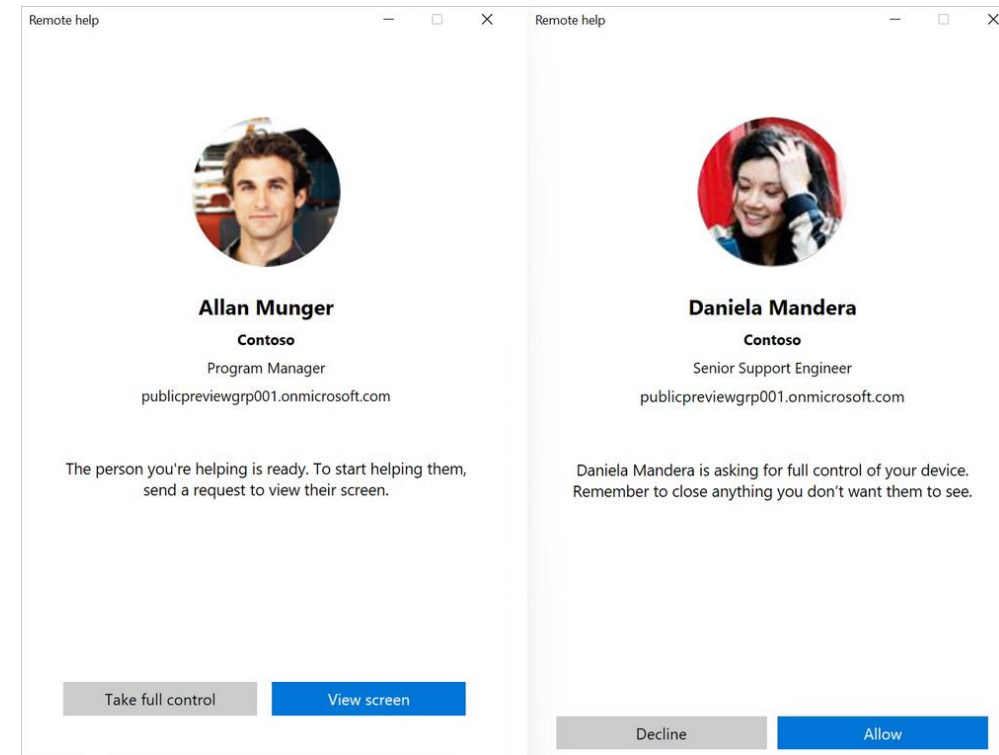 Remote help
Allan Munger
Contoso
Program Manager
publicpreviewgrp001.onmicrosoft.com
The person you're helping is ready. To start helping them,
send a request to view their screen.
Take full control
View screen
Remote help
Daniela Mandera
Contoso
Senior Support Engineer
publicpreviewgrp001.onmicrosoft.com
Daniela Mandera is asking for full control of your device.
Remember to close anything you don't want them to see.
Decline
Allow